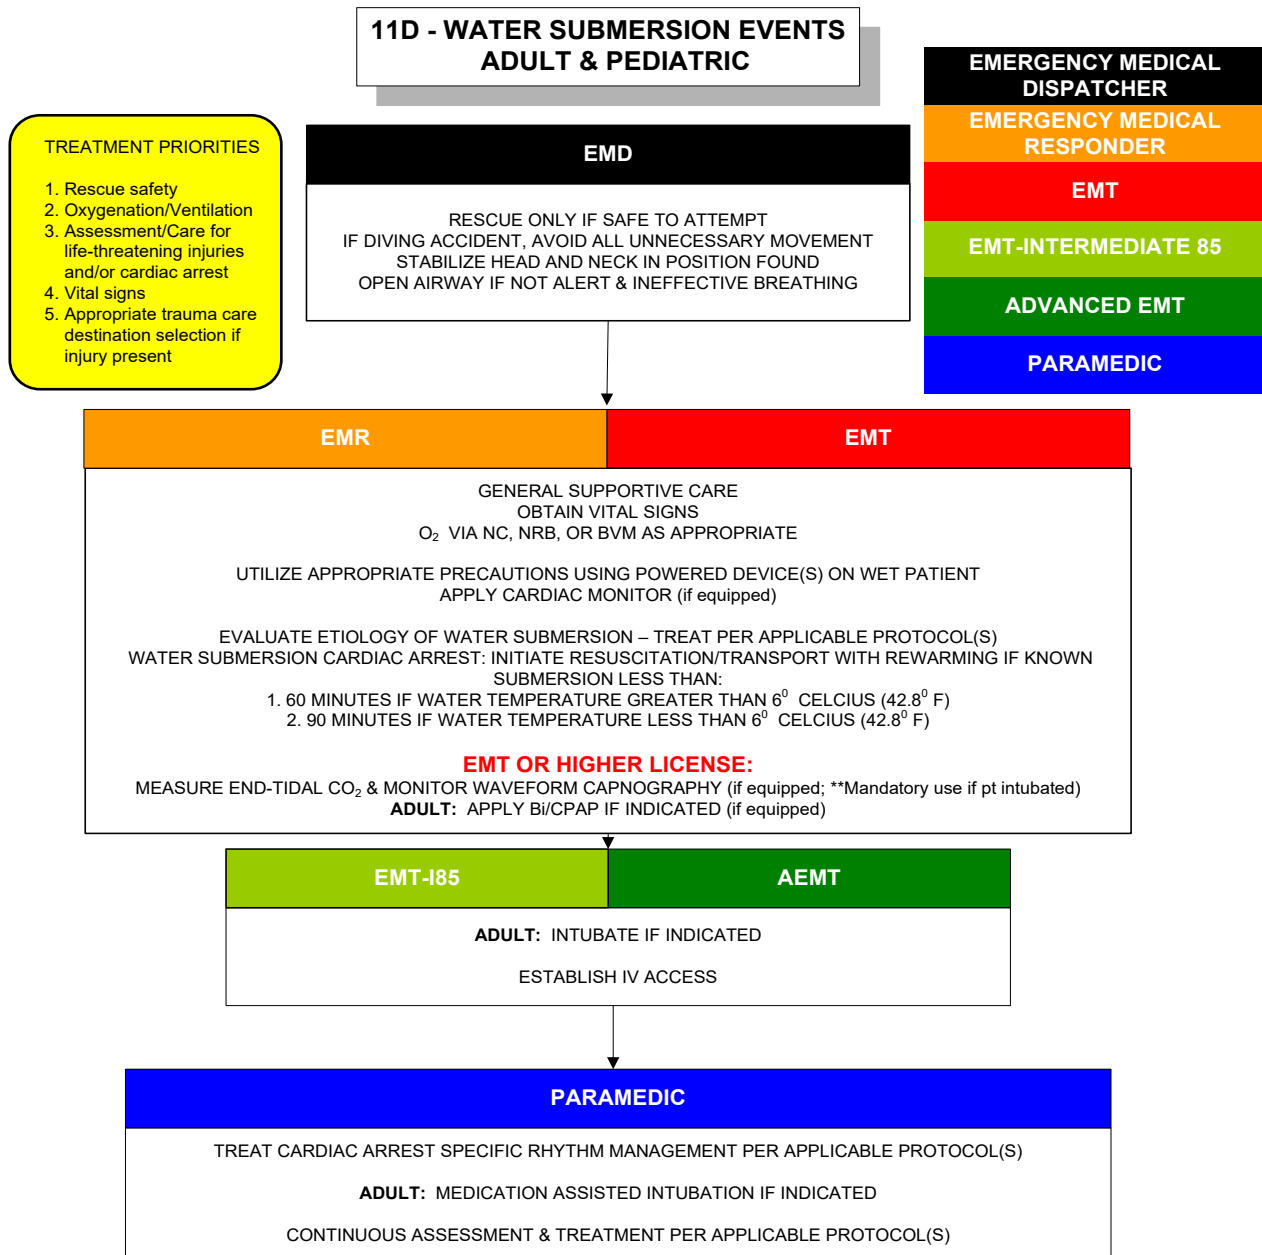 11D - WATER SUBMERSION EVENTS
ADULT & PEDIATRIC
EMERGENCY MEDICAL
DISPATCHER
EMERGENCY MEDICAL
RESPONDER
EMT
EMT-INTERMEDIATE 85
ADVANCED EMT
PARAMEDIC
TREATMENT PRIORITIES
1. Rescue safety
2. Oxygenation/Ventilation
3. Assessment/Care for
life-threatening injuries
and/or cardiac arrest
4. Vital signs
5. Appropriate trauma care
destination selection if
injury present
EMD
RESCUE ONLY IF SAFE TO ATTEMPT
IF DIVING ACCIDENT, AVOID ALL UNNECESSARY MOVEMENT
STABILIZE HEAD AND NECK IN POSITION FOUND
OPEN AIRWAY IF NOT ALERT & INEFFECTIVE BREATHING
EMR
EMT
GENERAL SUPPORTIVE CARE
OBTAIN VITAL SIGNS
O₂ VIA NC, NRB, OR BVM AS APPROPRIATE
UTILIZE APPROPRIATE PRECAUTIONS USING POWERED DEVICE(S) ON WET PATIENT
APPLY CARDIAC MONITOR (if equipped)
EVALUATE ETIOLOGY OF WATER SUBMERSION – TREAT PER APPLICABLE PROTOCOL(S)
WATER SUBMERSION CARDIAC ARREST: INITIATE RESUSCITATION/TRANSPORT WITH REWARMING IF KNOWN
SUBMERSION LESS THAN:
1. 60 MINUTES IF WATER TEMPERATURE GREATER THAN 6⁰ CELCIUS (42.8⁰ F)
2. 90 MINUTES IF WATER TEMPERATURE LESS THAN 6⁰ CELCIUS (42.8⁰ F)
EMT OR HIGHER LICENSE:
MEASURE END-TIDAL CO₂ & MONITOR WAVEFORM CAPNOGRAPHY (if equipped; **Mandatory use if pt intubated)
ADULT: APPLY Bi/CPAP IF INDICATED (if equipped)
EMT-I85
AEMT
ADULT: INTUBATE IF INDICATED
ESTABLISH IV ACCESS
PARAMEDIC
TREAT CARDIAC ARREST SPECIFIC RHYTHM MANAGEMENT PER APPLICABLE PROTOCOL(S)
ADULT: MEDICATION ASSISTED INTUBATION IF INDICATED
CONTINUOUS ASSESSMENT & TREATMENT PER APPLICABLE PROTOCOL(S)